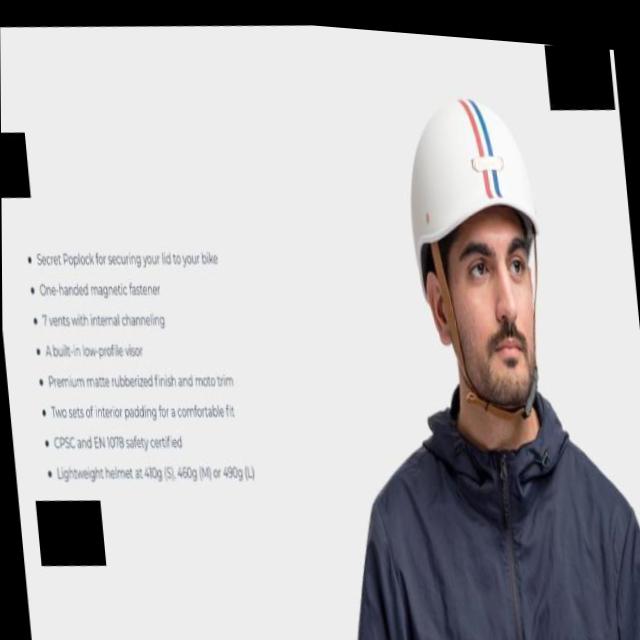 Secret Poplock for securing your lid to your bike
One-handed magnetic fastener
7 vents with internal channeling
A built-in low-profile visor
Premium matte rubberized finish and moto trim
Two sets of interior padding for a comfortable fit
CPSC and EN 1078 safety certified
Lightweight helmet at 410g (S), 460g (M) or 490g (L)